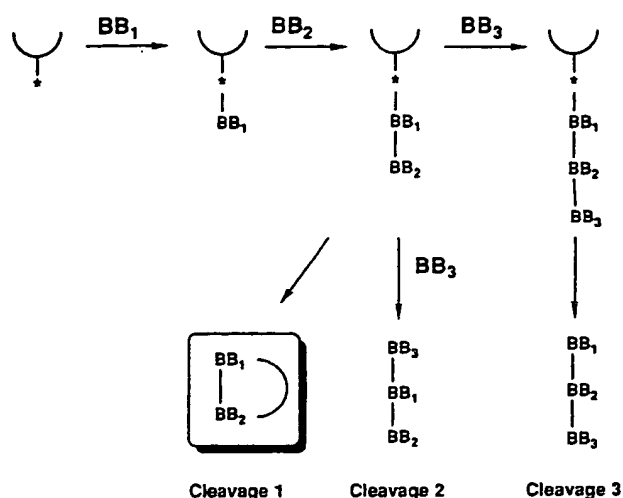 BB₁ BB₂ BB₃
* * * *
BB₁ BB₁ BB₁
BB₂ BB₂
BB₃
BB₃
BB₁ BB₃ BB₁
BB₂ BB₁ BB₂
BB₂ BB₃
Cleavage 1 Cleavage 2 Cleavage 3